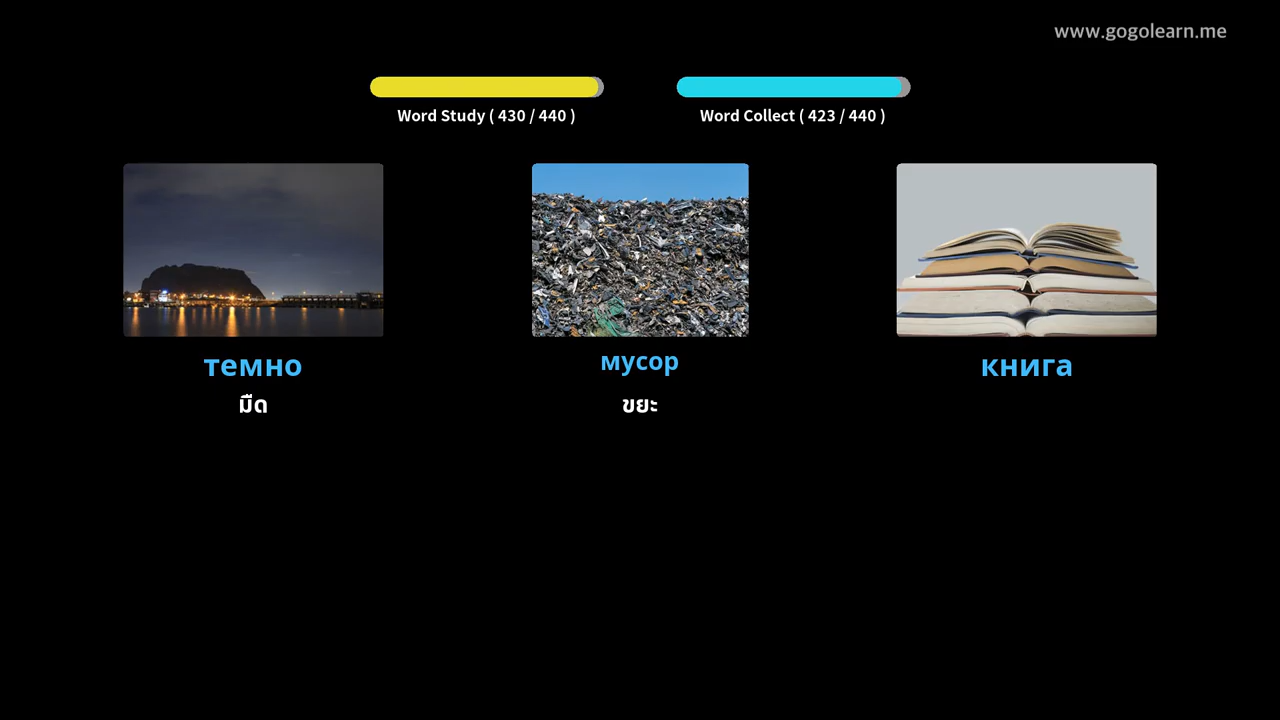 www.gogolearn.me
Word Study ( 430 / 440 )
Word Collect ( 423 / 440 )
темно
мусор
книга
มืด
ขยะ